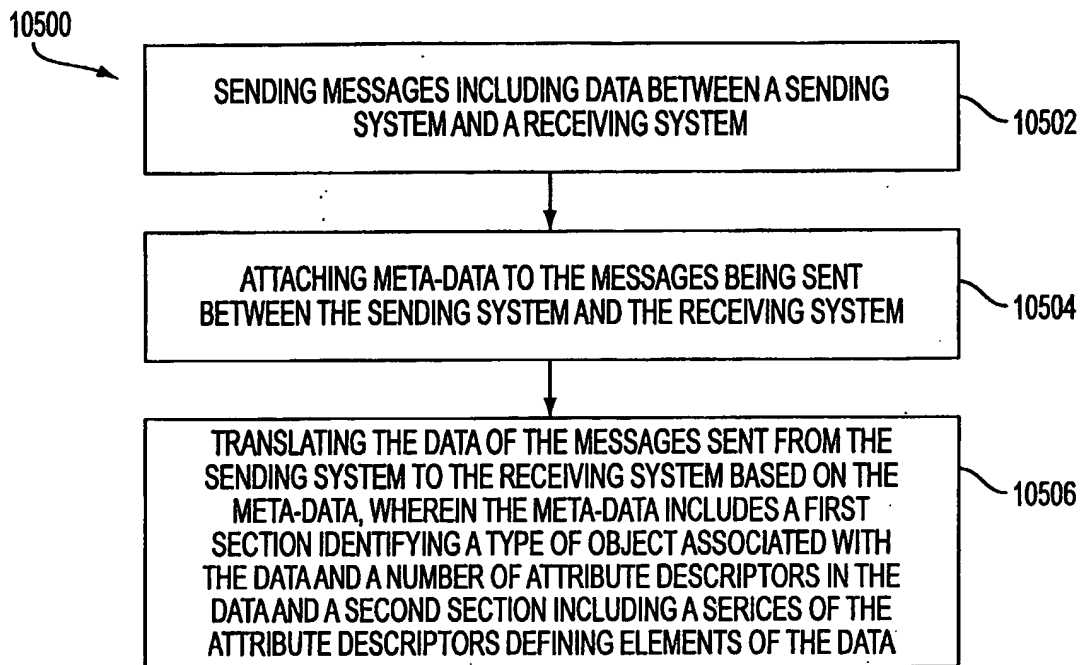 10500
SENDING MESSAGES INCLUDING DATA BETWEEN A SENDING
SYSTEM AND A RECEIVING SYSTEM
10502
ATTACHING META-DATA TO THE MESSAGES BEING SENT
BETWEEN THE SENDING SYSTEM AND THE RECEIVING SYSTEM
10504
TRANSLATING THE DATA OF THE MESSAGES SENT FROM THE
SENDING SYSTEM TO THE RECEIVING SYSTEM BASED ON THE
META-DATA, WHEREIN THE META-DATA INCLUDES A FIRST
SECTION IDENTIFYING A TYPE OF OBJECT ASSOCIATED WITH
THE DATA AND A NUMBER OF ATTRIBUTE DESCRIPTORS IN THE
DATA AND A SECOND SECTION INCLUDING A SERICES OF THE
ATTRIBUTE DESCRIPTORS DEFINING ELEMENTS OF THE DATA
10506